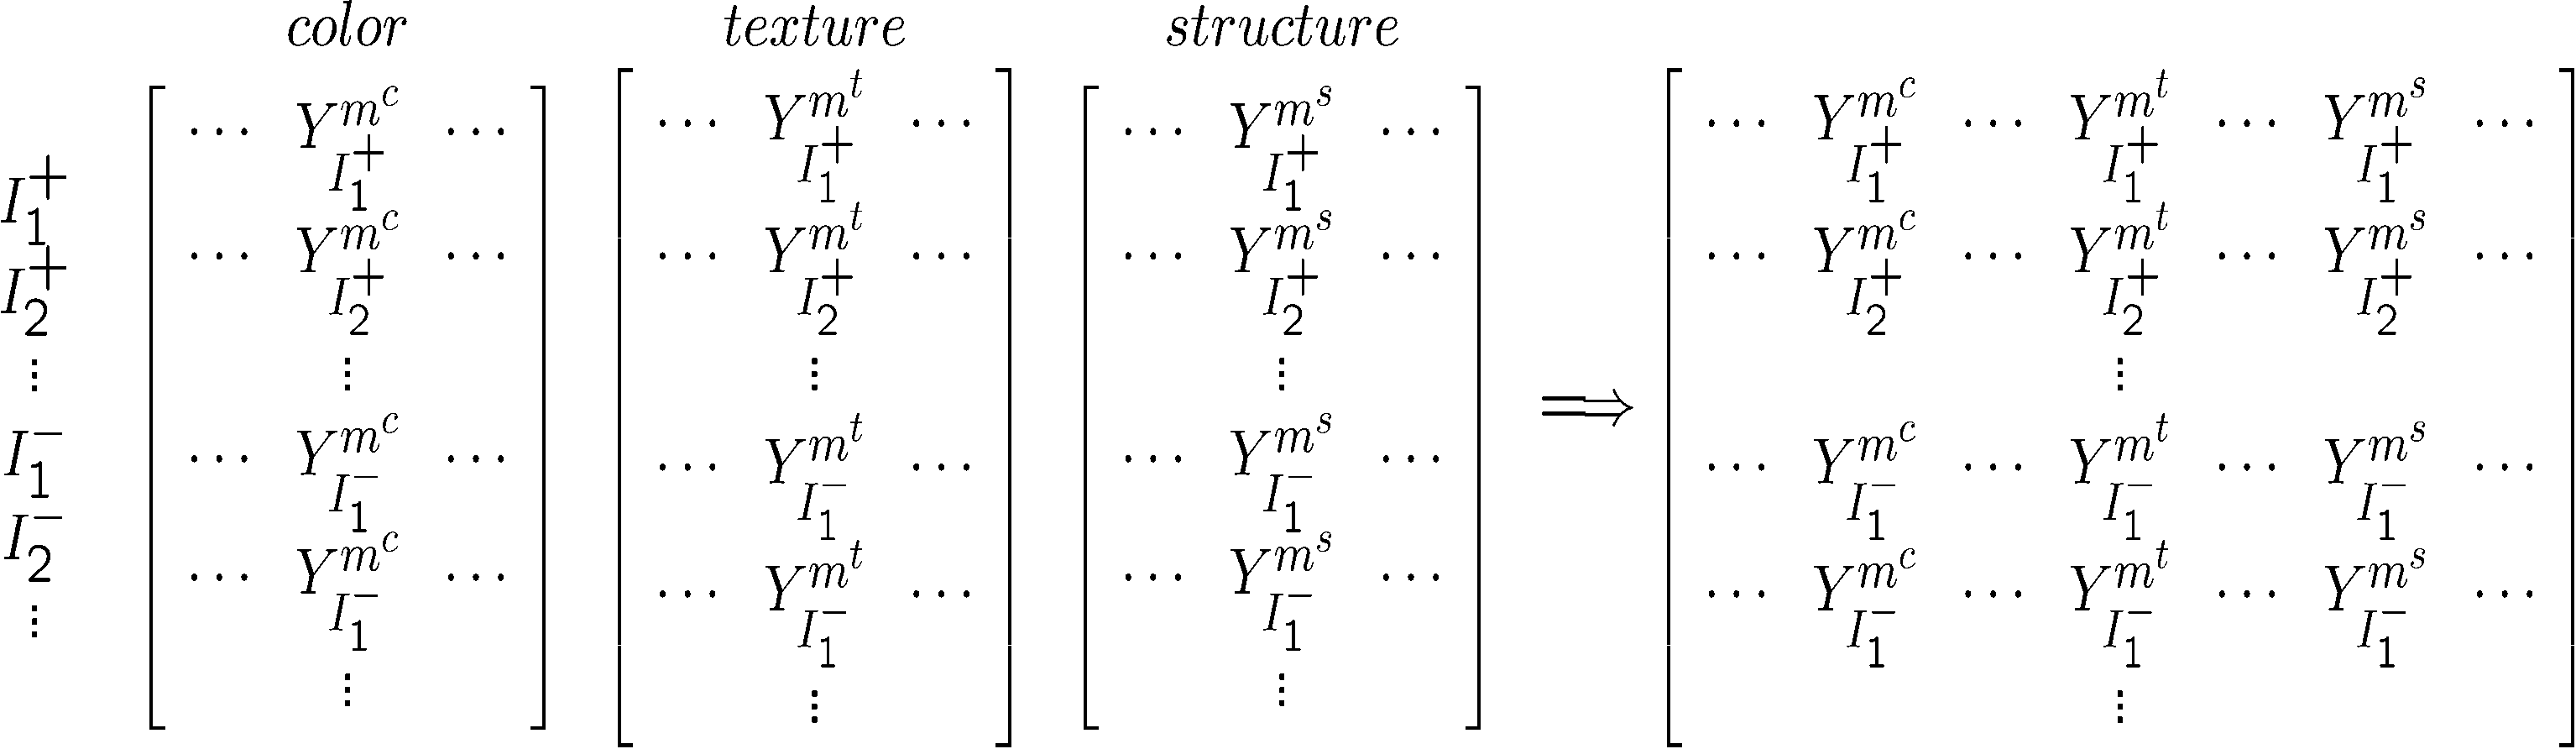 color texture structure
I_1^+ [ ⋯ Y_{I_1^+}^{m^c} ⋯ ] [ ⋯ Y_{I_1^+}^{m^t} ⋯ ] [ ⋯ Y_{I_1^+}^{m^s} ⋯ ] [ ⋯ Y_{I_1^+}^{m^c} ⋯ Y_{I_1^+}^{m^t} ⋯ Y_{I_1^+}^{m^s} ⋯ ]
I_2^+ [ ⋯ Y_{I_2^+}^{m^c} ⋯ ] [ ⋯ Y_{I_2^+}^{m^t} ⋯ ] [ ⋯ Y_{I_2^+}^{m^s} ⋯ ] [ ⋯ Y_{I_2^+}^{m^c} ⋯ Y_{I_2^+}^{m^t} ⋯ Y_{I_2^+}^{m^s} ⋯ ]
⋮ ⋮ ⋮ ⋮ ⟹ ⋮
I_1^- [ ⋯ Y_{I_1^-}^{m^c} ⋯ ] [ ⋯ Y_{I_1^-}^{m^t} ⋯ ] [ ⋯ Y_{I_1^-}^{m^s} ⋯ ] [ ⋯ Y_{I_1^-}^{m^c} ⋯ Y_{I_1^-}^{m^t} ⋯ Y_{I_1^-}^{m^s} ⋯ ]
I_2^- [ ⋯ Y_{I_1^-}^{m^c} ⋯ ] [ ⋯ Y_{I_1^-}^{m^t} ⋯ ] [ ⋯ Y_{I_1^-}^{m^s} ⋯ ] [ ⋯ Y_{I_1^-}^{m^c} ⋯ Y_{I_1^-}^{m^t} ⋯ Y_{I_1^-}^{m^s} ⋯ ]
⋮ ⋮ ⋮ ⋮ ⋮